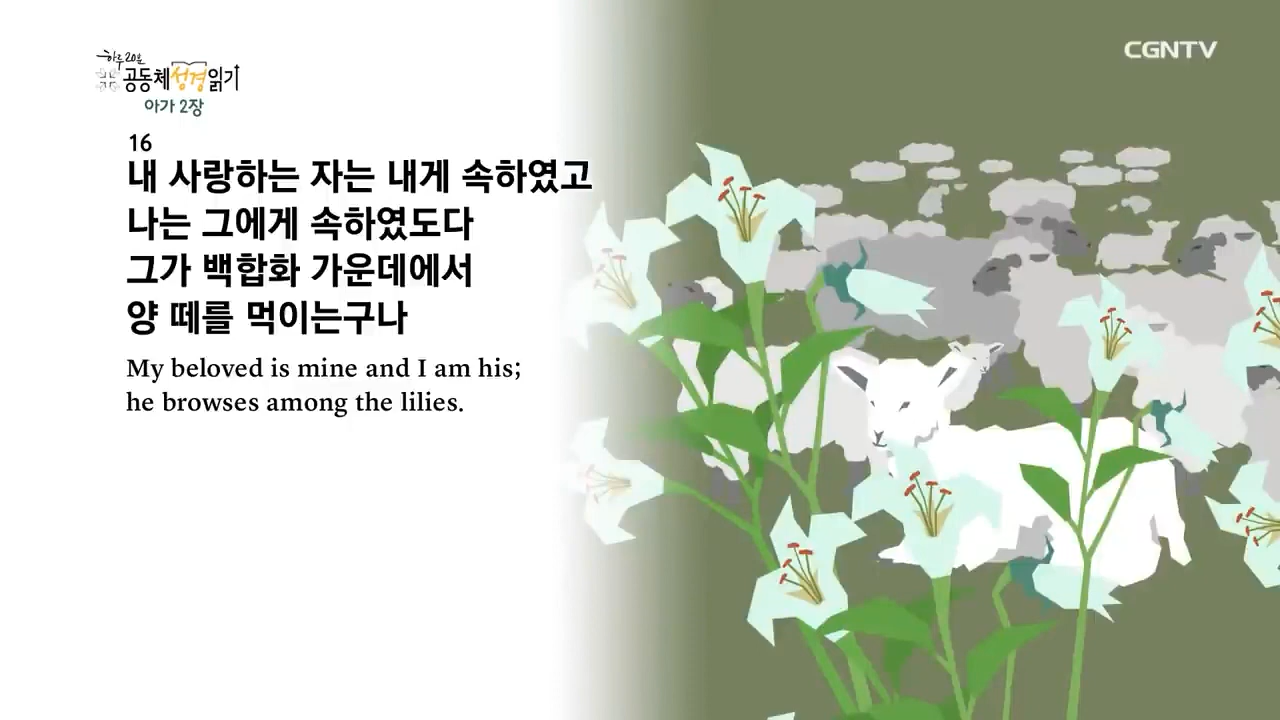 하루20분
공동체성경읽기
아가 2장
CGNTV
16
내 사랑하는 자는 내게 속하였고
나는 그에게 속하였도다
그가 백합화 가운데에서
양 떼를 먹이는구나
My beloved is mine and I am his;
he browses among the lilies.